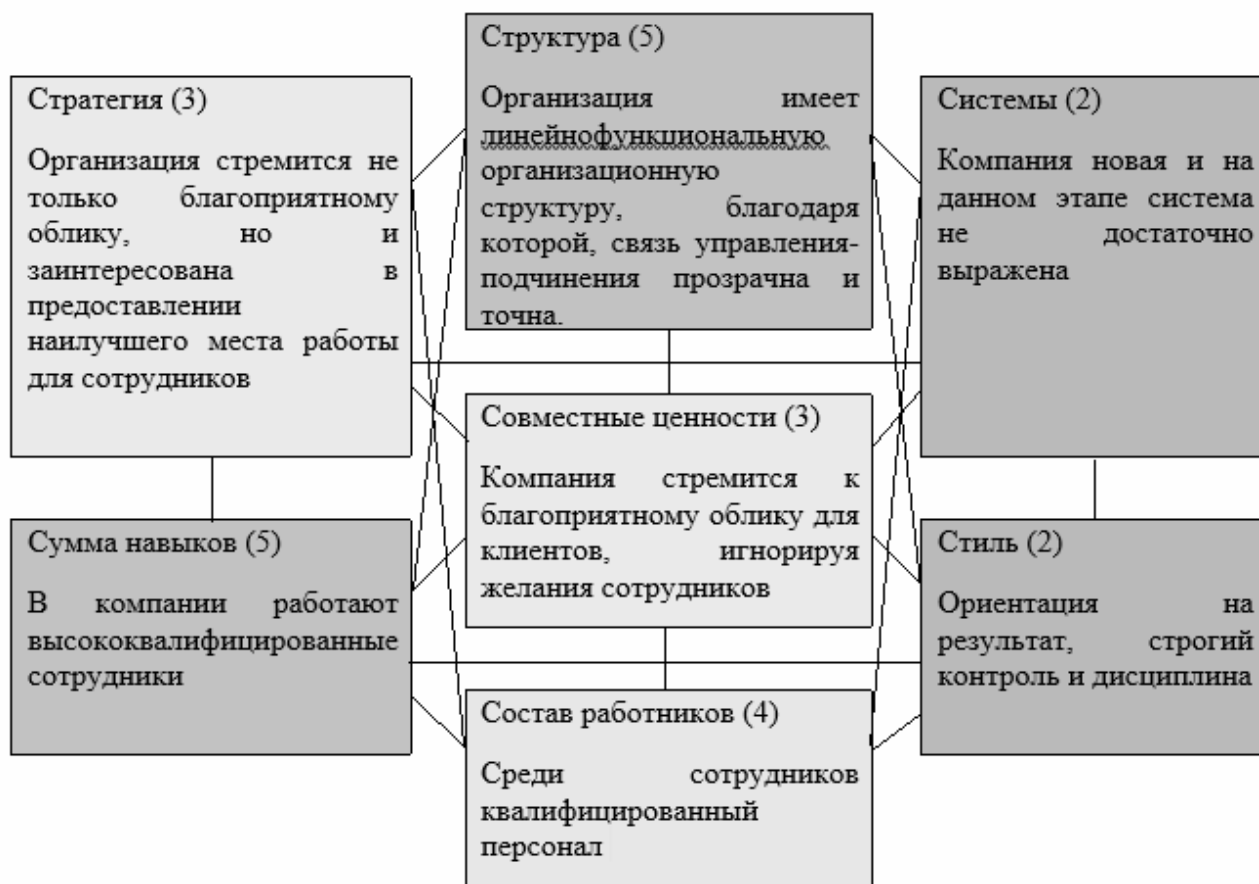 Структура (5)
Организация имеет
линейнофункциональную
организационную
структуру, благодаря
которой, связь управления-
подчинения прозрачна и
точна.
Стратегия (3)
Организация стремится не
только благоприятному
облику, но и
заинтересована в
предоставлении
наилучшего места работы
для сотрудников
Системы (2)
Компания новая и на
данном этапе система
не достаточно
выражена
Совместные ценности (3)
Компания стремится к
благоприятному облику для
клиентов, игнорируя
желания сотрудников
Сумма навыков (5)
В компании работают
высококвалифицированные
сотрудники
Стиль (2)
Ориентация на
результат, строгий
контроль и дисциплина
Состав работников (4)
Среди сотрудников
квалифицированный
персонал